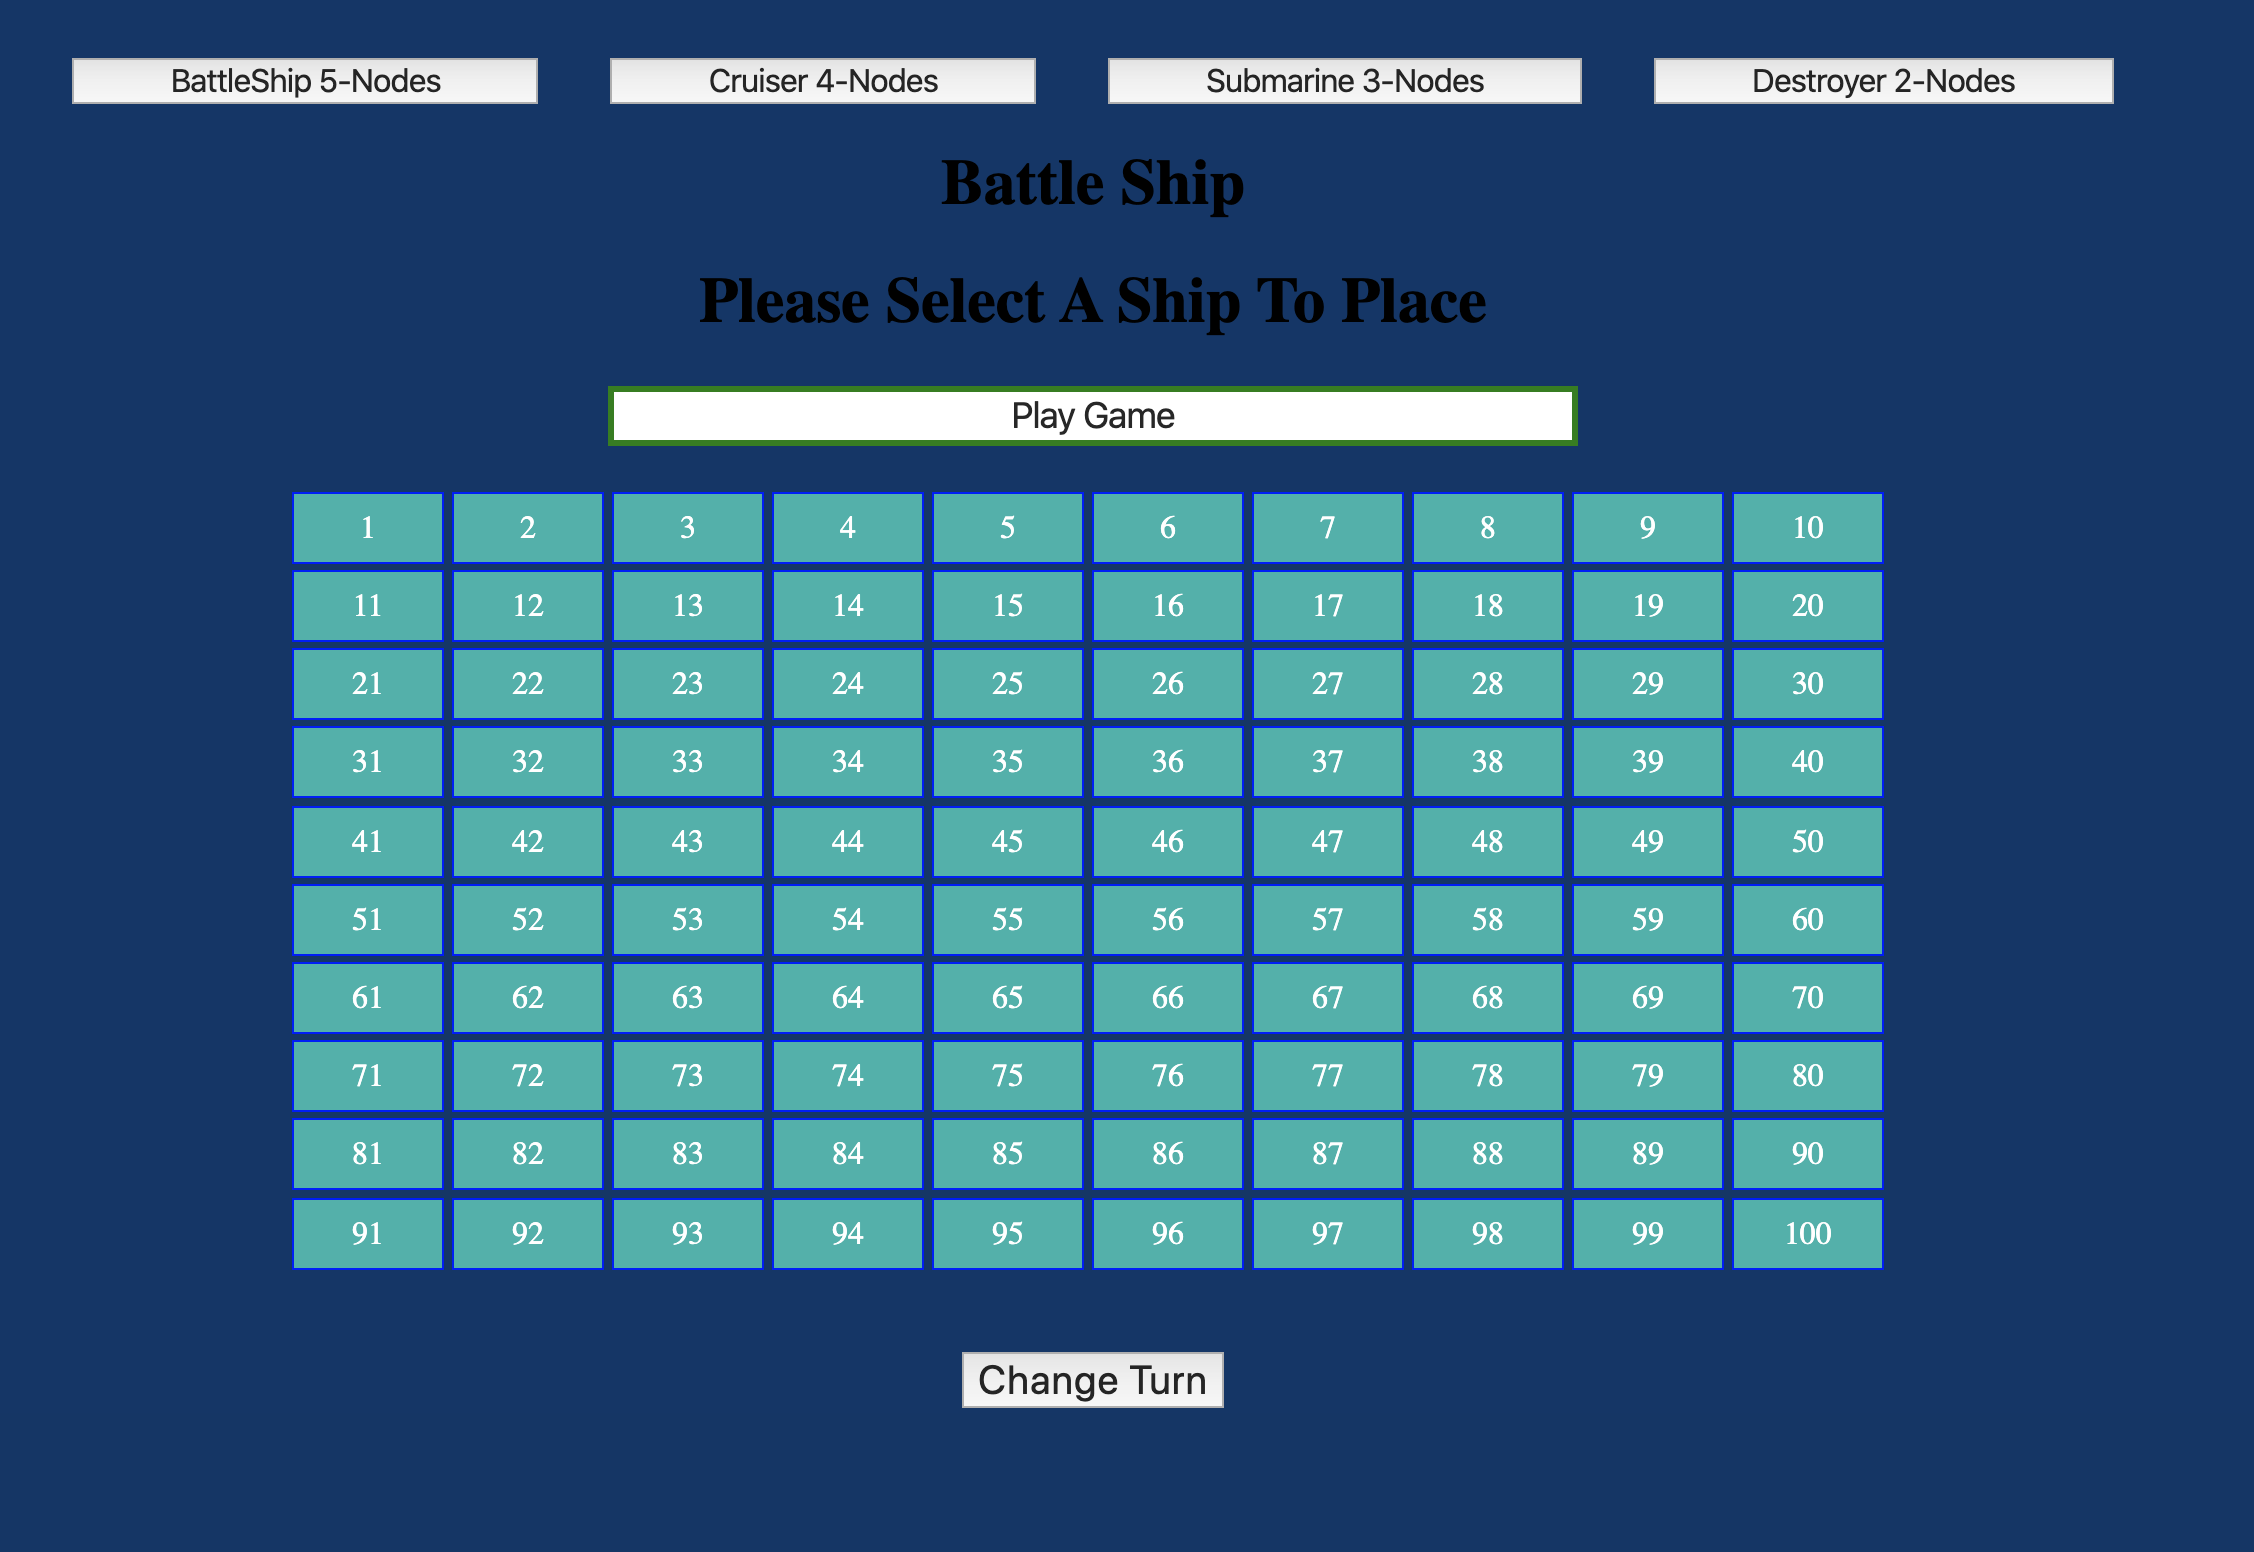 BattleShip 5-Nodes Cruiser 4-Nodes Submarine 3-Nodes Destroyer 2-Nodes
Battle Ship
Please Select A Ship To Place
Play Game
1 2 3 4 5 6 7 8 9 10
11 12 13 14 15 16 17 18 19 20
21 22 23 24 25 26 27 28 29 30
31 32 33 34 35 36 37 38 39 40
41 42 43 44 45 46 47 48 49 50
51 52 53 54 55 56 57 58 59 60
61 62 63 64 65 66 67 68 69 70
71 72 73 74 75 76 77 78 79 80
81 82 83 84 85 86 87 88 89 90
91 92 93 94 95 96 97 98 99 100
Change Turn